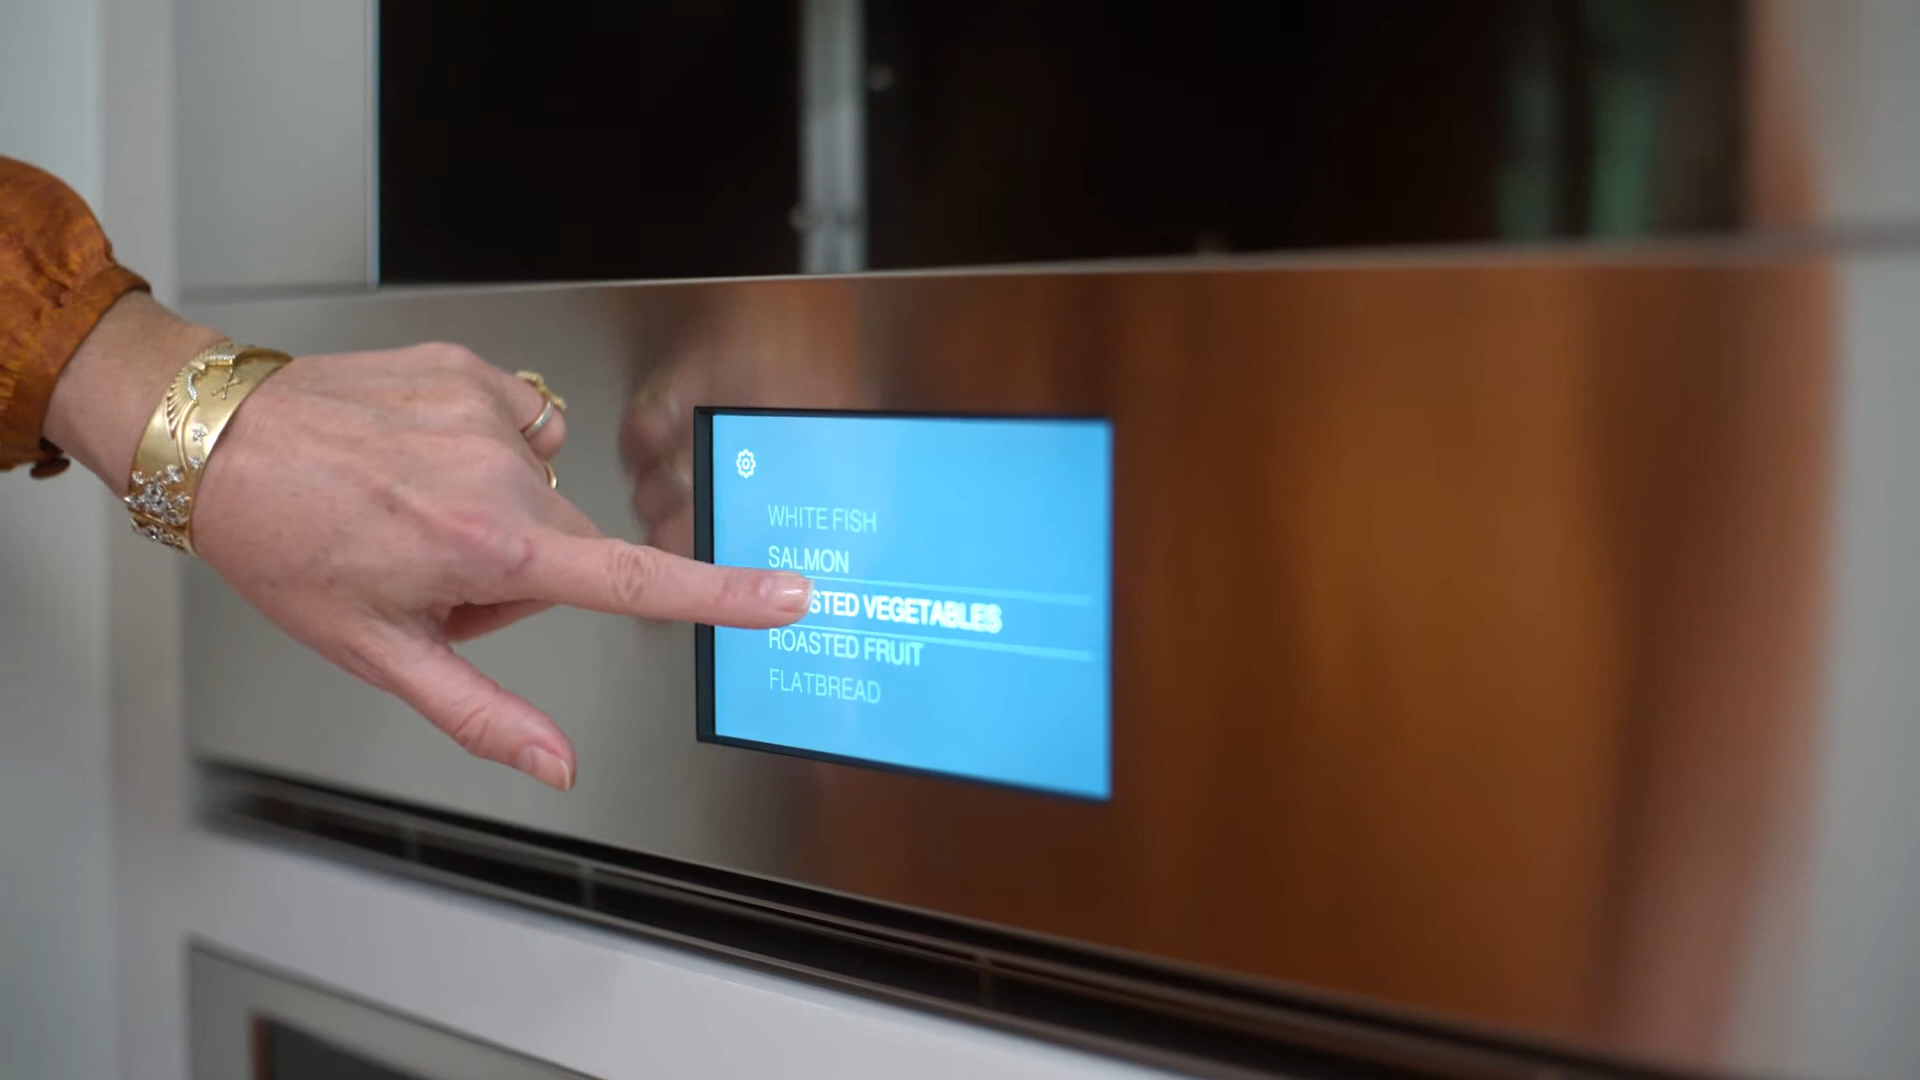 WHITE FISH
SALMON
STED VEGETABLES
ROASTED FRUIT
FLATBREAD